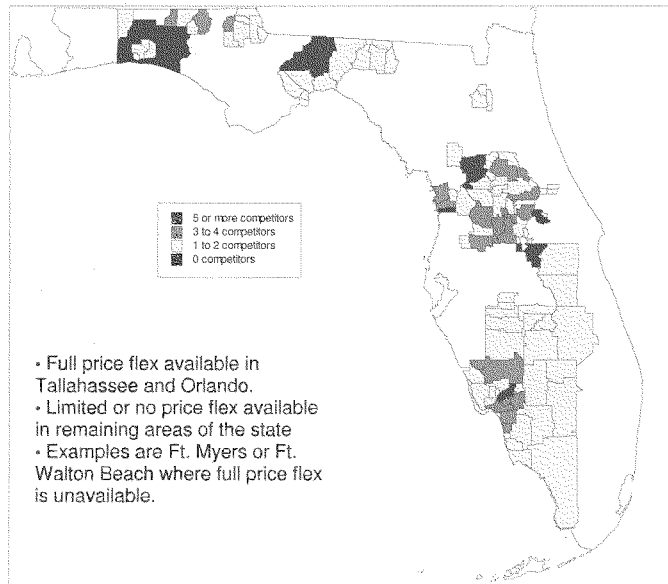 5 or more competitors
3 to 4 competitors
1 to 2 competitors
0 competitors
• Full price flex available in
Tallahassee and Orlando.
• Limited or no price flex available
in remaining areas of the state
• Examples are Ft. Myers or Ft.
Walton Beach where full price flex
is unavailable.